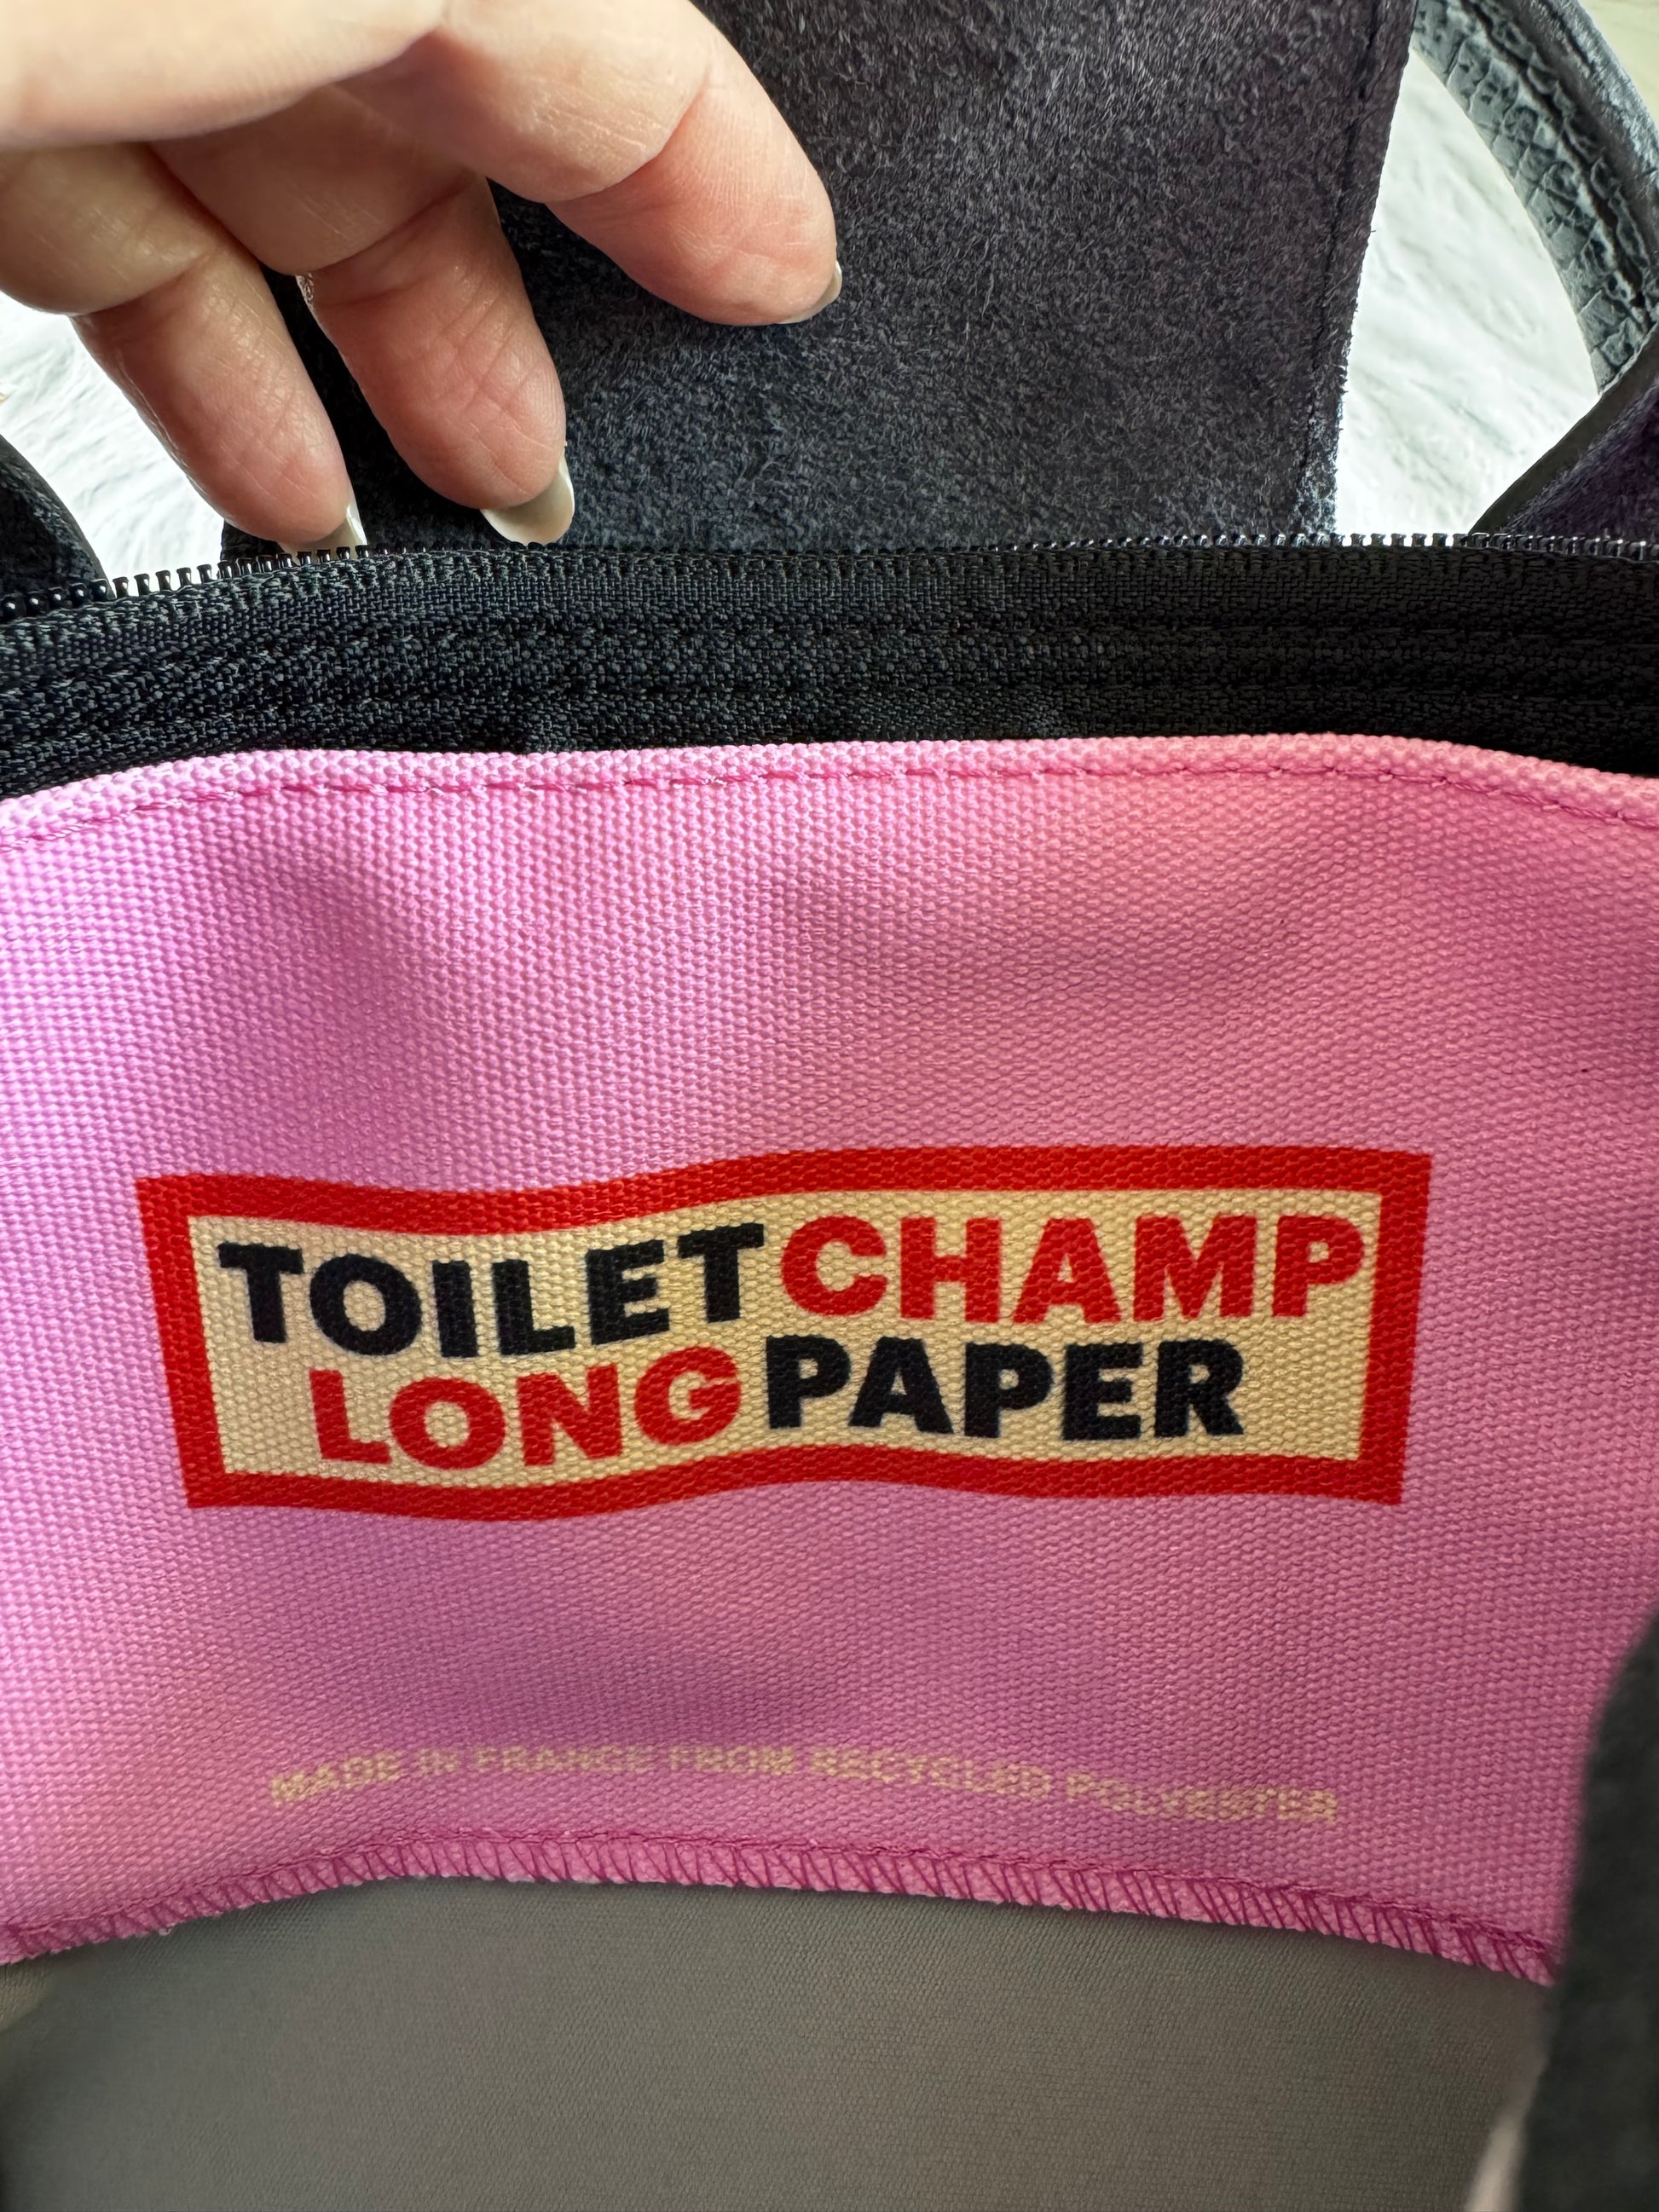 TOILETCHAMP
LONGPAPER
MADE IN FRANCE FROM RECYCLED POLYESTER